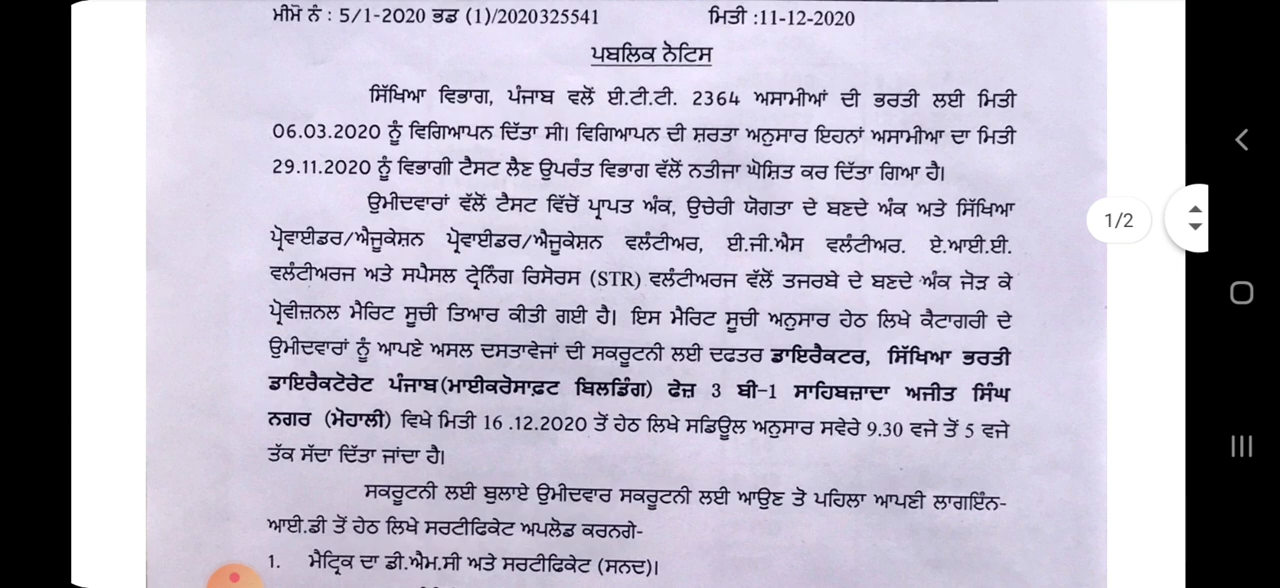 ਮੀਮੋ ਨੰ : 5/1-2020 ਭਡ (1)/2020325541 ਮਿਤੀ :11-12-2020
ਪਬਲਿਕ ਨੋਟਿਸ
ਸਿੱਖਿਆ ਵਿਭਾਗ, ਪੰਜਾਬ ਵਲੋਂ ਈ.ਟੀ.ਟੀ. 2364 ਅਸਾਮੀਆਂ ਦੀ ਭਰਤੀ ਲਈ ਮਿਤੀ
06.03.2020 ਨੂੰ ਵਿਗਿਆਪਨ ਦਿੱਤਾ ਸੀ। ਵਿਗਿਆਪਨ ਦੀ ਸ਼ਰਤਾ ਅਨੁਸਾਰ ਇਹਨਾਂ ਅਸਾਮੀਆ ਦਾ ਮਿਤੀ
29.11.2020 ਨੂੰ ਵਿਭਾਗੀ ਟੈਸਟ ਲੈਣ ਉਪਰੰਤ ਵਿਭਾਗ ਵੱਲੋਂ ਨਤੀਜਾ ਘੋਸ਼ਿਤ ਕਰ ਦਿੱਤਾ ਗਿਆ ਹੈ।
ਉਮੀਦਵਾਰਾਂ ਵੱਲੋਂ ਟੈਸਟ ਵਿੱਚੋਂ ਪ੍ਰਾਪਤ ਅੰਕ, ਉਚੇਰੀ ਯੋਗਤਾ ਦੇ ਬਣਦੇ ਅੰਕ ਅਤੇ ਸਿੱਖਿਆ
ਪ੍ਰੋਵਾਈਡਰ/ਐਜੂਕੇਸ਼ਨ ਪ੍ਰੋਵਾਈਡਰ/ਐਜੂਕੇਸ਼ਨ ਵਲੰਟੀਅਰ, ਈ.ਜੀ.ਐਸ ਵਲੰਟੀਅਰ. ਏ.ਆਈ.ਈ.
ਵਲੰਟੀਅਰਜ ਅਤੇ ਸਪੈਸਲ ਟ੍ਰੇਨਿੰਗ ਰਿਸੋਰਸ (STR) ਵਲੰਟੀਅਰਜ ਵੱਲੋਂ ਤਜਰਬੇ ਦੇ ਬਣਦੇ ਅੰਕ ਜੋੜ ਕੇ
ਪ੍ਰੋਵੀਜ਼ਨਲ ਮੈਰਿਟ ਸੂਚੀ ਤਿਆਰ ਕੀਤੀ ਗਈ ਹੈ। ਇਸ ਮੈਰਿਟ ਸੂਚੀ ਅਨੁਸਾਰ ਹੇਠ ਲਿਖੇ ਕੈਟਾਗਰੀ ਦੇ
ਉਮੀਦਵਾਰਾਂ ਨੂੰ ਆਪਣੇ ਅਸਲ ਦਸਤਾਵੇਜਾਂ ਦੀ ਸਕਰੂਟਨੀ ਲਈ ਦਫਤਰ ਡਾਇਰੈਕਟਰ, ਸਿੱਖਿਆ ਭਰਤੀ
ਡਾਇਰੈਕਟੋਰੇਟ ਪੰਜਾਬ(ਮਾਈਕਰੋਸਾਫ਼ਟ ਬਿਲਡਿੰਗ) ਫੇਜ਼ 3 ਬੀ-1 ਸਾਹਿਬਜ਼ਾਦਾ ਅਜੀਤ ਸਿੰਘ
ਨਗਰ (ਮੋਹਾਲੀ) ਵਿਖੇ ਮਿਤੀ 16 .12.2020 ਤੋਂ ਹੇਠ ਲਿਖੇ ਸਡਿਊਲ ਅਨੁਸਾਰ ਸਵੇਰੇ 9.30 ਵਜੇ ਤੋਂ 5 ਵਜੇ
ਤੱਕ ਸੱਦਾ ਦਿੱਤਾ ਜਾਂਦਾ ਹੈ।
ਸਕਰੂਟਨੀ ਲਈ ਬੁਲਾਏ ਉਮੀਦਵਾਰ ਸਕਰੂਟਨੀ ਲਈ ਆਉਣ ਤੋ ਪਹਿਲਾ ਆਪਣੀ ਲਾਗਇੰਨ-
ਆਈ.ਡੀ ਤੋਂ ਹੇਠ ਲਿਖੇ ਸਰਟੀਫਿਕੇਟ ਅਪਲੋਡ ਕਰਨਗੇ-
1. ਮੈਟ੍ਰਿਕ ਦਾ ਡੀ.ਐਮ.ਸੀ ਅਤੇ ਸਰਟੀਫਿਕੇਟ (ਸਨਦ)।
1/2